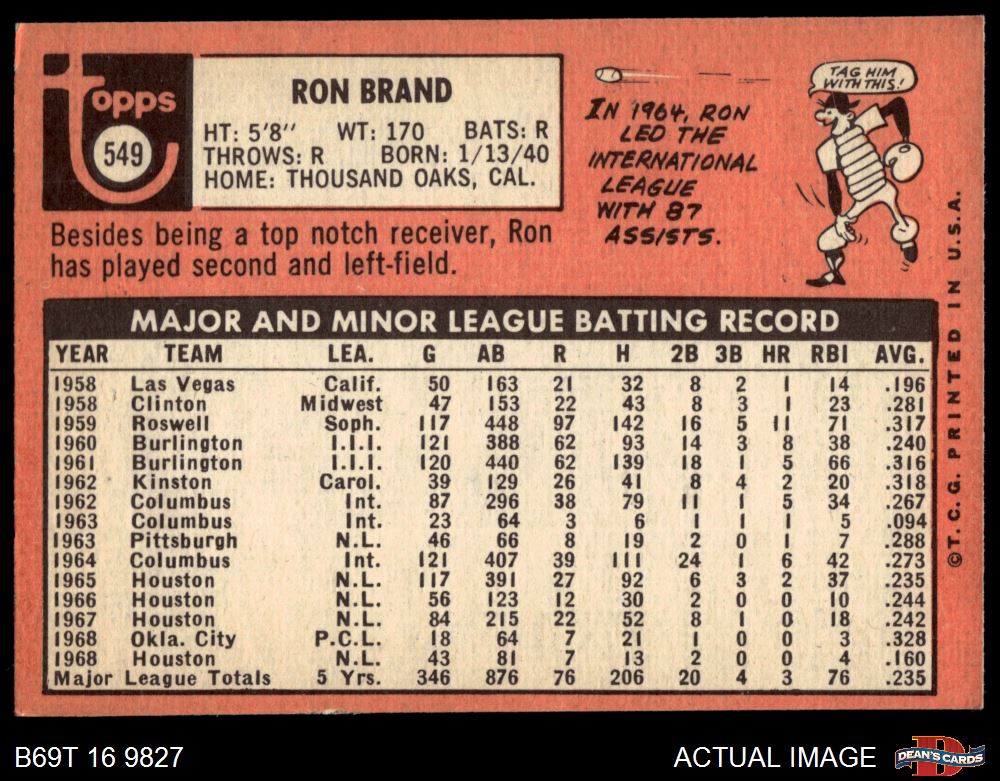 topps
549
RON BRAND
HT: 5'8" WT: 170 BATS: R
THROWS: R BORN: 1/13/40
HOME: THOUSAND OAKS, CAL.
Besides being a top notch receiver, Ron
has played second and left-field.
IN 1964, RON
LED THE
INTERNATIONAL
LEAGUE
WITH 87
ASSISTS.
TAG HIM
WITH THIS!
MAJOR AND MINOR LEAGUE BATTING RECORD
YEAR TEAM LEA. G AB R H 2B 3B HR RBI AVG.
1958 Las Vegas Calif. 50 163 21 32 8 2 1 14 .196
1958 Clinton Midwest 47 153 22 43 8 3 1 23 .281
1959 Roswell Soph. 117 448 97 142 16 5 11 71 .317
1960 Burlington I.I.I. 121 388 62 93 14 3 8 38 .240
1961 Burlington I.I.I. 120 440 62 139 18 1 5 66 .316
1962 Kinston Carol. 39 129 26 41 8 4 2 20 .318
1962 Columbus Int. 87 296 38 79 11 1 5 34 .267
1963 Columbus Int. 23 64 3 6 1 1 1 5 .094
1963 Pittsburgh N.L. 46 66 8 19 2 0 1 7 .288
1964 Columbus Int. 121 407 39 111 24 1 6 42 .273
1965 Houston N.L. 117 391 27 92 6 3 2 37 .235
1966 Houston N.L. 56 123 12 30 2 0 0 10 .244
1967 Houston N.L. 84 215 22 52 8 1 0 18 .242
1968 Okla. City P.C.L. 18 64 7 21 1 0 0 3 .328
1968 Houston N.L. 43 81 7 13 2 0 0 4 .160
Major League Totals 5 Yrs. 346 876 76 206 20 4 3 76 .235
©T.C.G. PRINTED IN U.S.A.
B69T 16 9827
ACTUAL IMAGE
D
DEAN'S CARDS